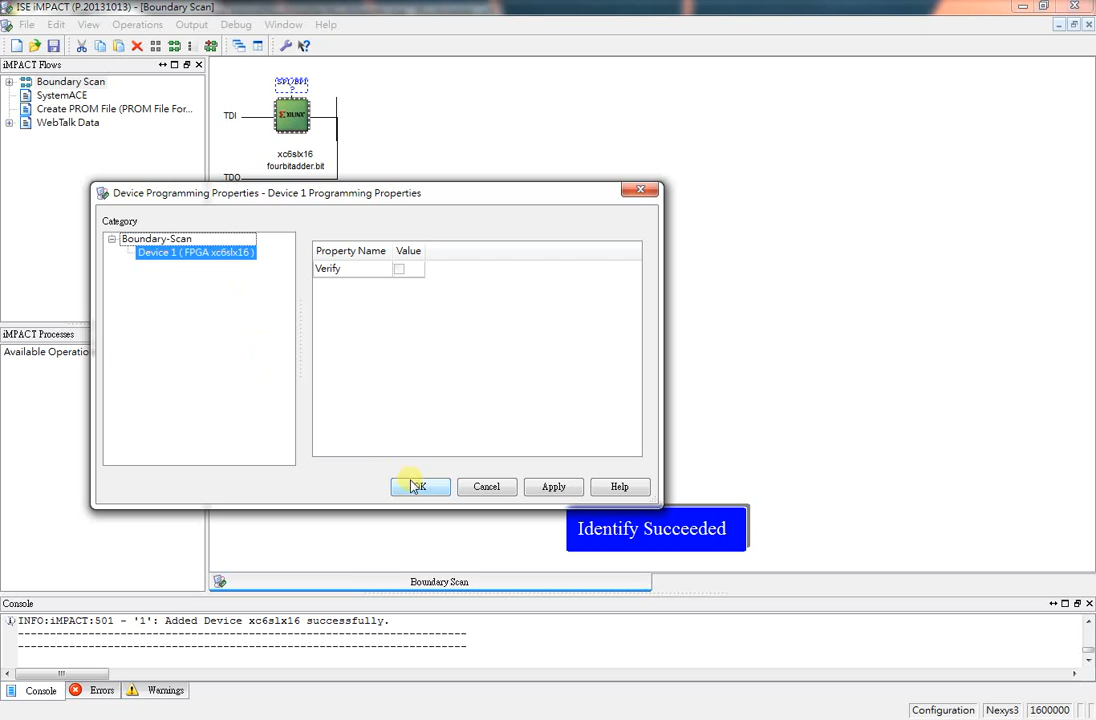 ISE iMPACT (P.20131013) - [Boundary Scan]
File Edit View Operations Output Debug Window Help
iMPACT Flows
Boundary Scan
SystemACE
Create PROM File (PROM File For...
WebTalk Data
SPI/BPI
?
TDI
XILINX
xc6slx16
fourbitadder.bit
TDO
Device Programming Properties - Device 1 Programming Properties
Category
Boundary-Scan
Device 1 ( FPGA xc6slx16 )
Property Name Value
Verify
OK Cancel Apply Help
iMPACT Processes
Available Operatio
Identify Succeeded
Boundary Scan
Console
INFO:iMPACT:501 - '1': Added Device xc6slx16 successfully.
----------------------------------------------------------------------
----------------------------------------------------------------------
Console Errors Warnings
Configuration Nexys3 1600000